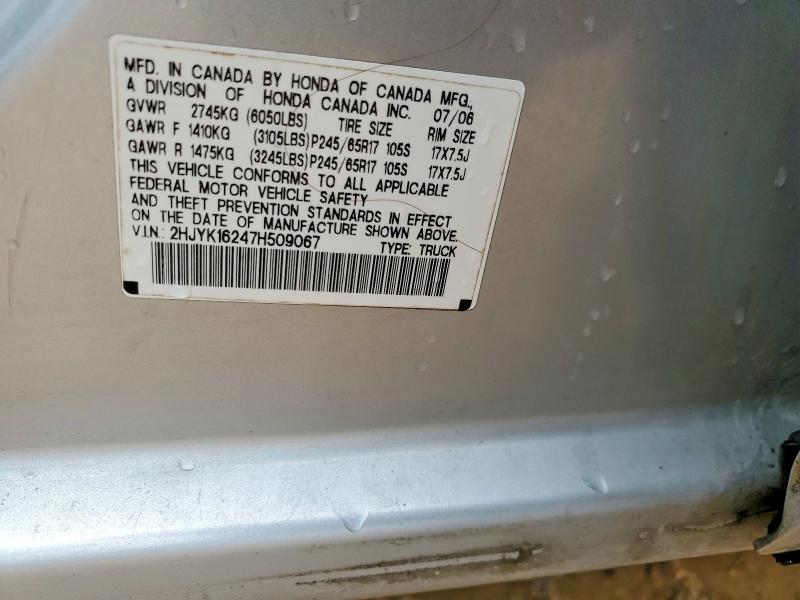 MFD. IN CANADA BY HONDA OF CANADA MFG.,
A DIVISION OF HONDA CANADA INC. 07/06
GVWR 2745KG (6050LBS) TIRE SIZE RIM SIZE
GAWR F 1410KG (3105LBS)P245/65R17 105S 17X7.5J
GAWR R 1475KG (3245LBS)P245/65R17 105S 17X7.5J
THIS VEHICLE CONFORMS TO ALL APPLICABLE
FEDERAL MOTOR VEHICLE SAFETY
AND THEFT PREVENTION STANDARDS IN EFFECT
ON THE DATE OF MANUFACTURE SHOWN ABOVE.
V.I.N.: 2HJYK16247H509067 TYPE: TRUCK